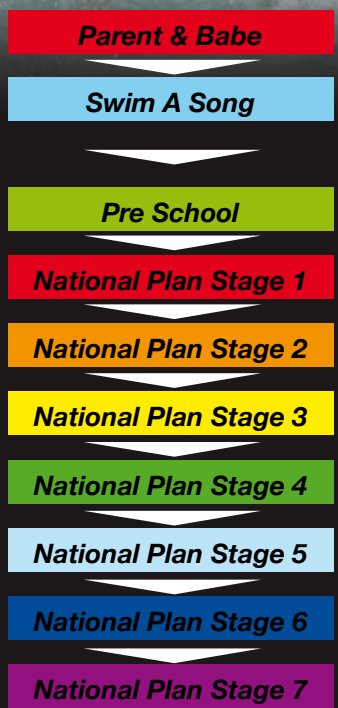 Parent & Babe
Swim A Song
Pre School
National Plan Stage 1
National Plan Stage 2
National Plan Stage 3
National Plan Stage 4
National Plan Stage 5
National Plan Stage 6
National Plan Stage 7